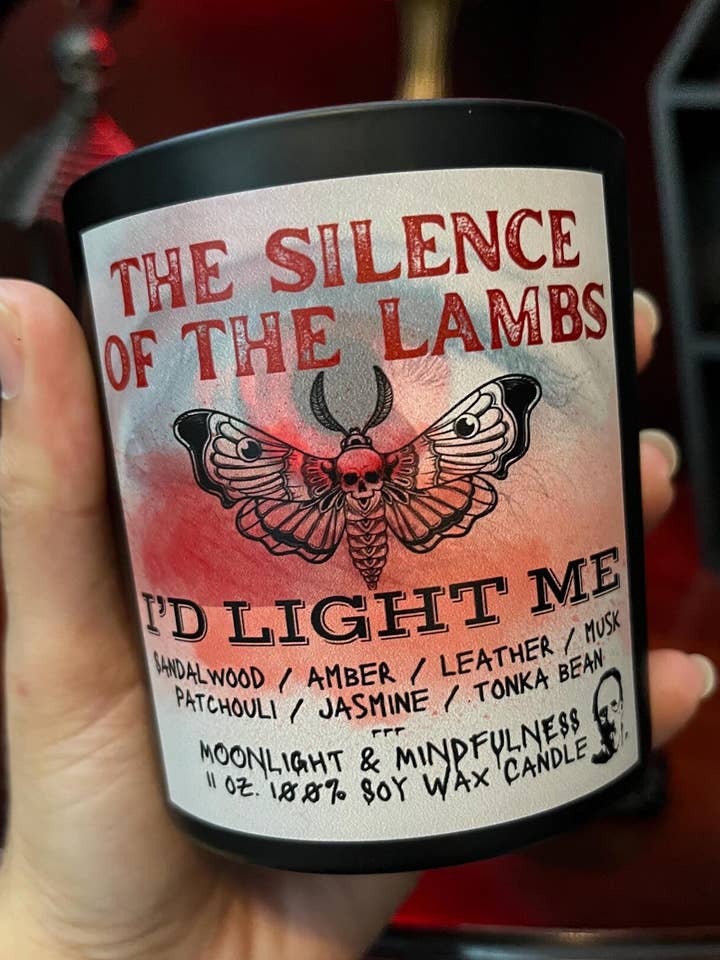 THE SILENCE
OF THE LAMBS
I'D LIGHT ME
SANDALWOOD / AMBER / LEATHER / MUSK
PATCHOULI / JASMINE / TONKA BEAN
---
MOONLIGHT & MINDFULNESS
11 OZ. 100% SOY WAX CANDLE